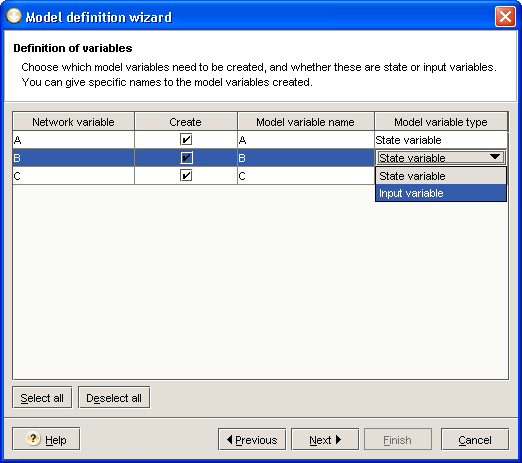 Model definition wizard
Definition of variables
Choose which model variables need to be created, and whether these are state or input variables.
You can give specific names to the model variables created.
Network variable Create Model variable name Model variable type
A A State variable
B B State variable
C C State variable
Input variable
Select all Deselect all
Help Previous Next Finish Cancel